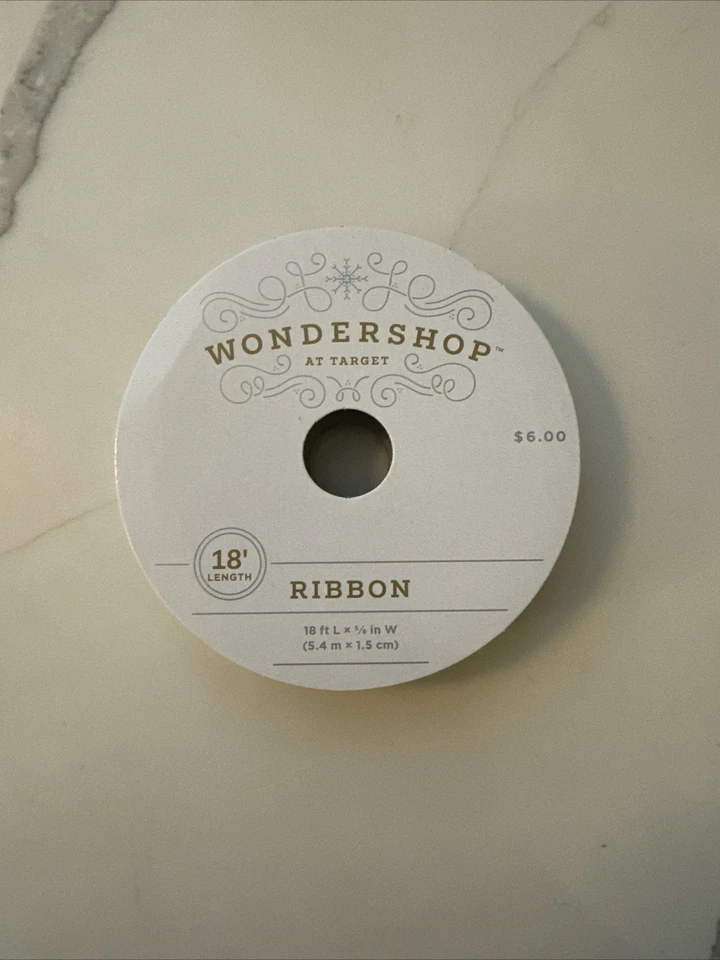 WONDERSHOP™
AT TARGET
$6.00
18'
LENGTH
RIBBON
18 ft L × ⅝ in W
(5.4 m × 1.5 cm)